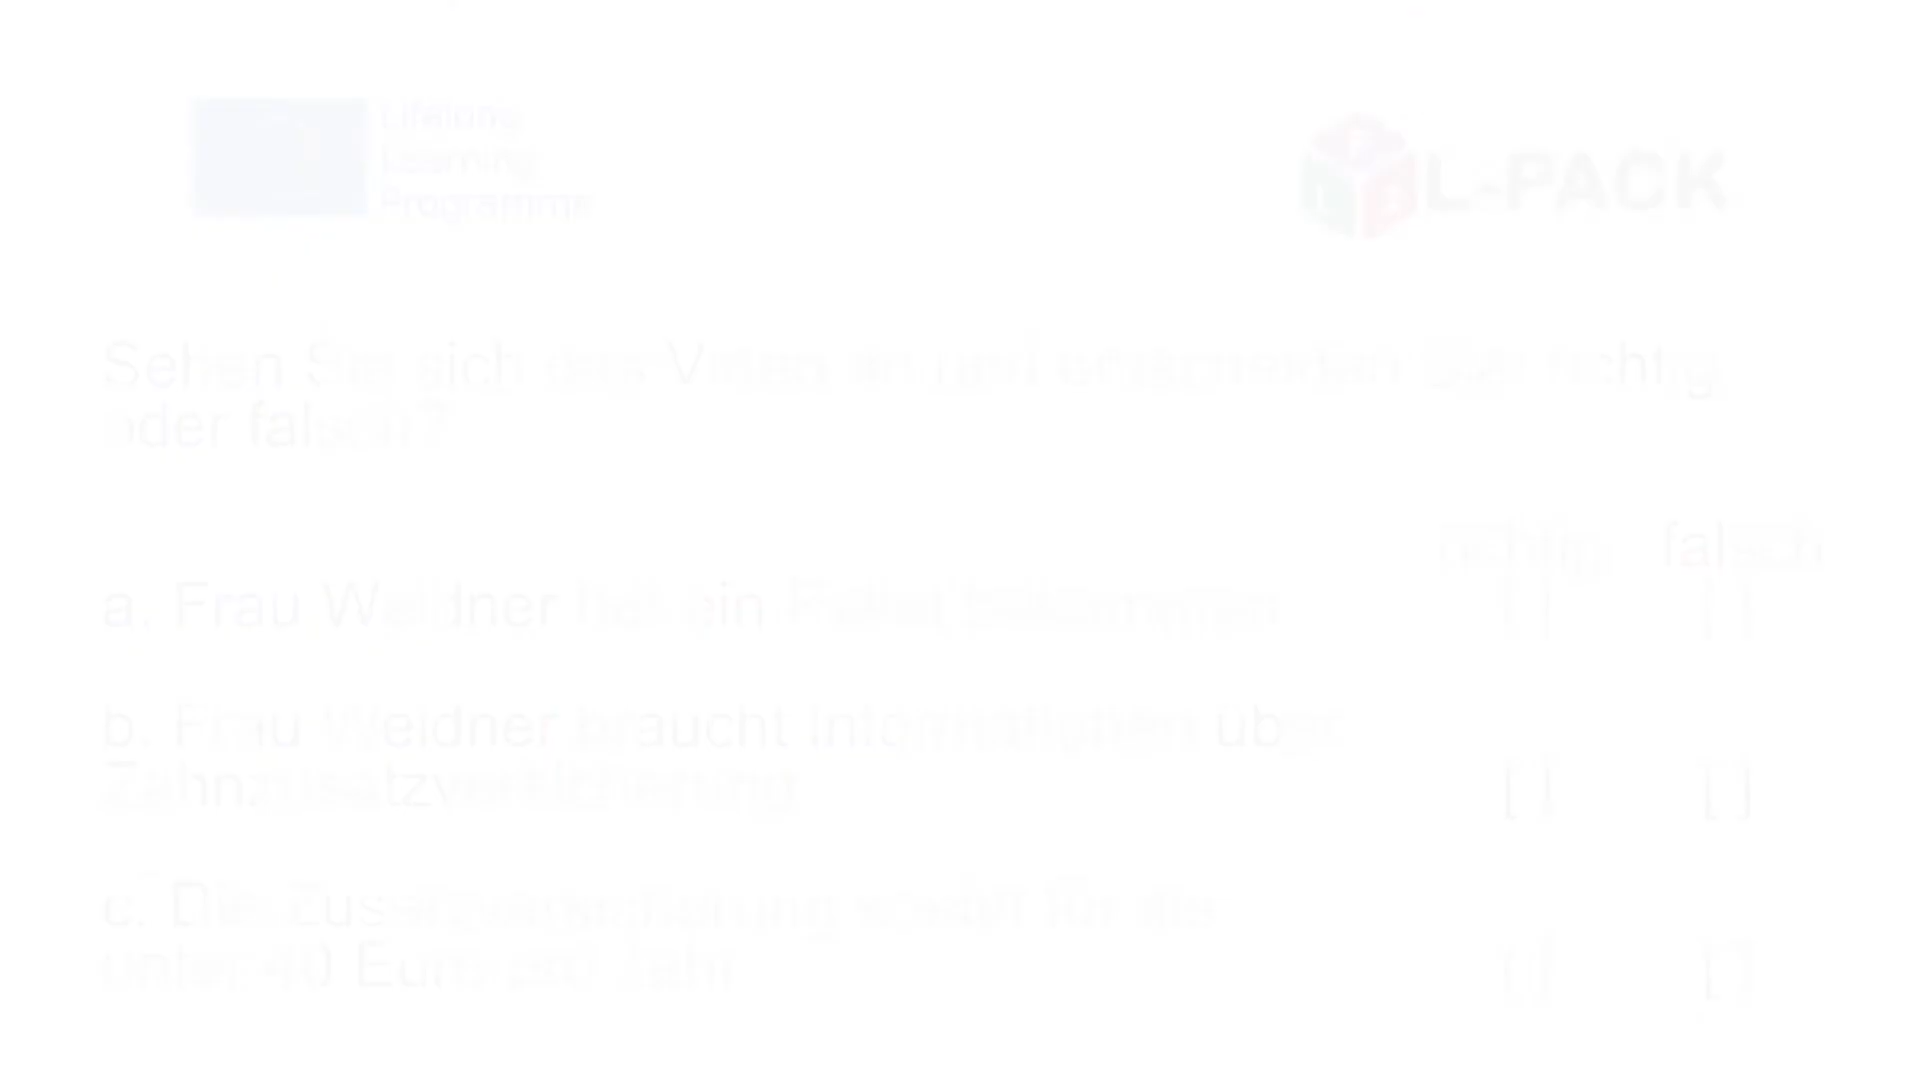 Lifelong
Learning
Programme
L-PACK
Sehen Sie sich das Video an und entscheiden Sie: richtig
oder falsch?
richtig falsch
a. Frau Weidner hat ein Paket bekommen [ ] [ ]
b. Frau Weidner braucht Informationen über
Zahnzusatzversicherung [ ] [ ]
c. Die Zusatzversicherung kostet für sie
unter 40 Euro pro Jahr [ ] [ ]